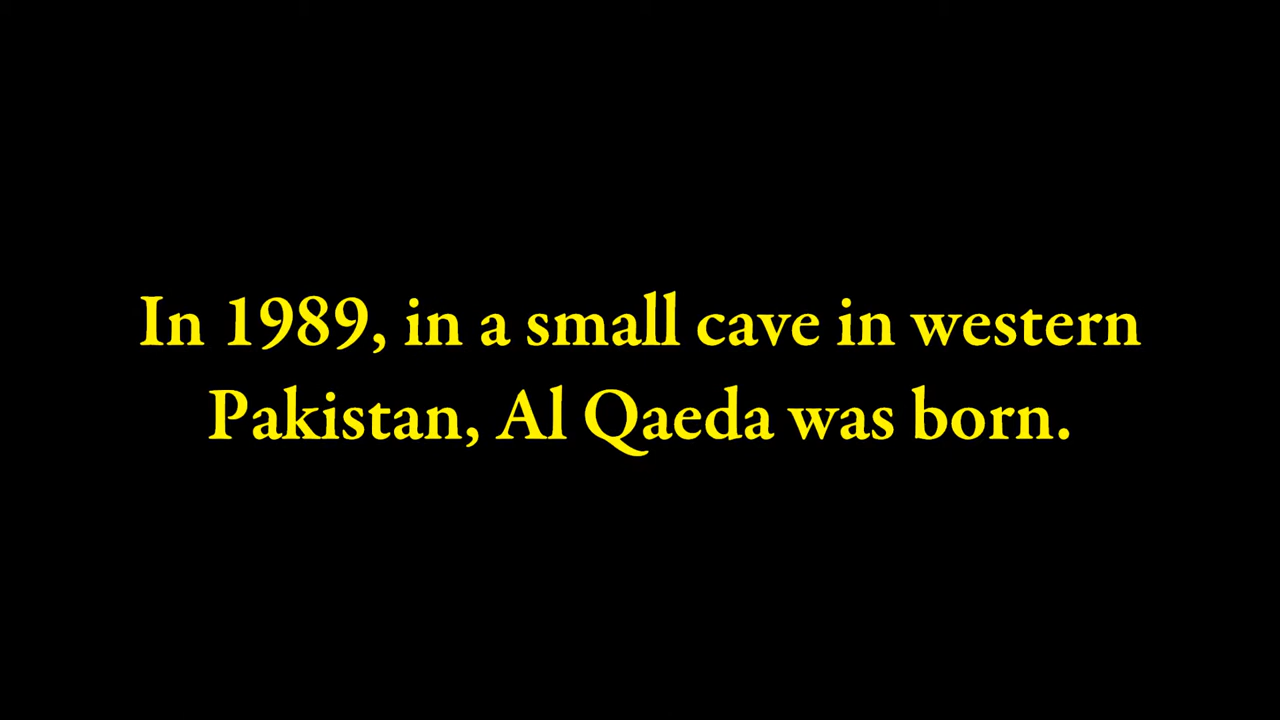 In 1989, in a small cave in western
Pakistan, Al Qaeda was born.